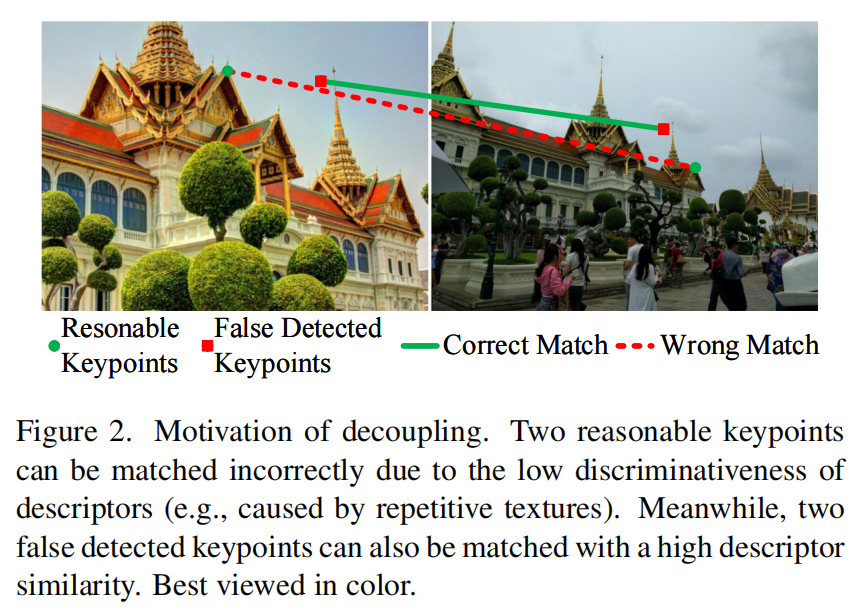 Resonable False Detected
Keypoints Keypoints Correct Match Wrong Match
Figure 2. Motivation of decoupling. Two reasonable keypoints
can be matched incorrectly due to the low discriminativeness of
descriptors (e.g., caused by repetitive textures). Meanwhile, two
false detected keypoints can also be matched with a high descriptor
similarity. Best viewed in color.